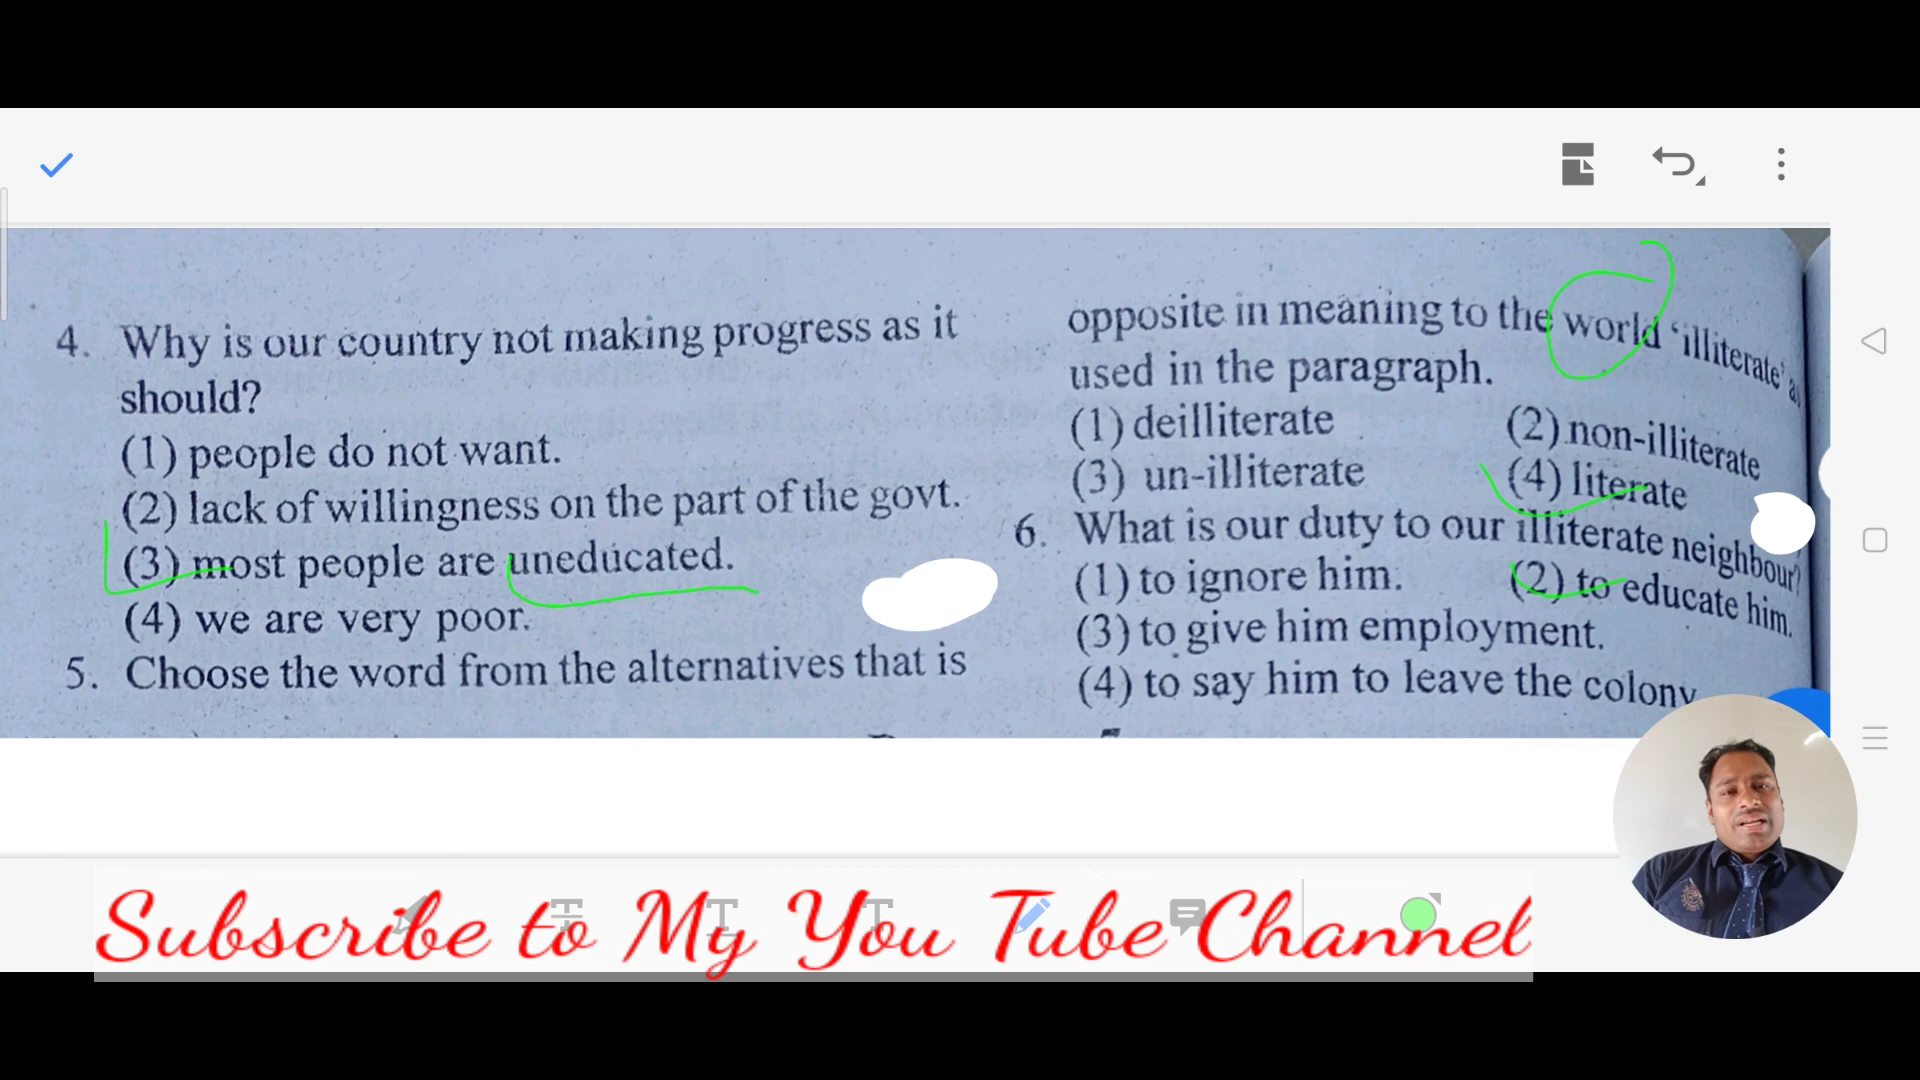 4. Why is our country not making progress as it
should?
(1) people do not want.
(2) lack of willingness on the part of the govt.
(3) most people are uneducated.
(4) we are very poor.
5. Choose the word from the alternatives that is
opposite in meaning to the world ‘illiterate’ as
used in the paragraph.
(1) deilliterate (2) non-illiterate
(3) un-illiterate (4) literate
6. What is our duty to our illiterate neighbour?
(1) to ignore him. (2) to educate him.
(3) to give him employment.
(4) to say him to leave the colony
Subscribe to My You Tube Channel